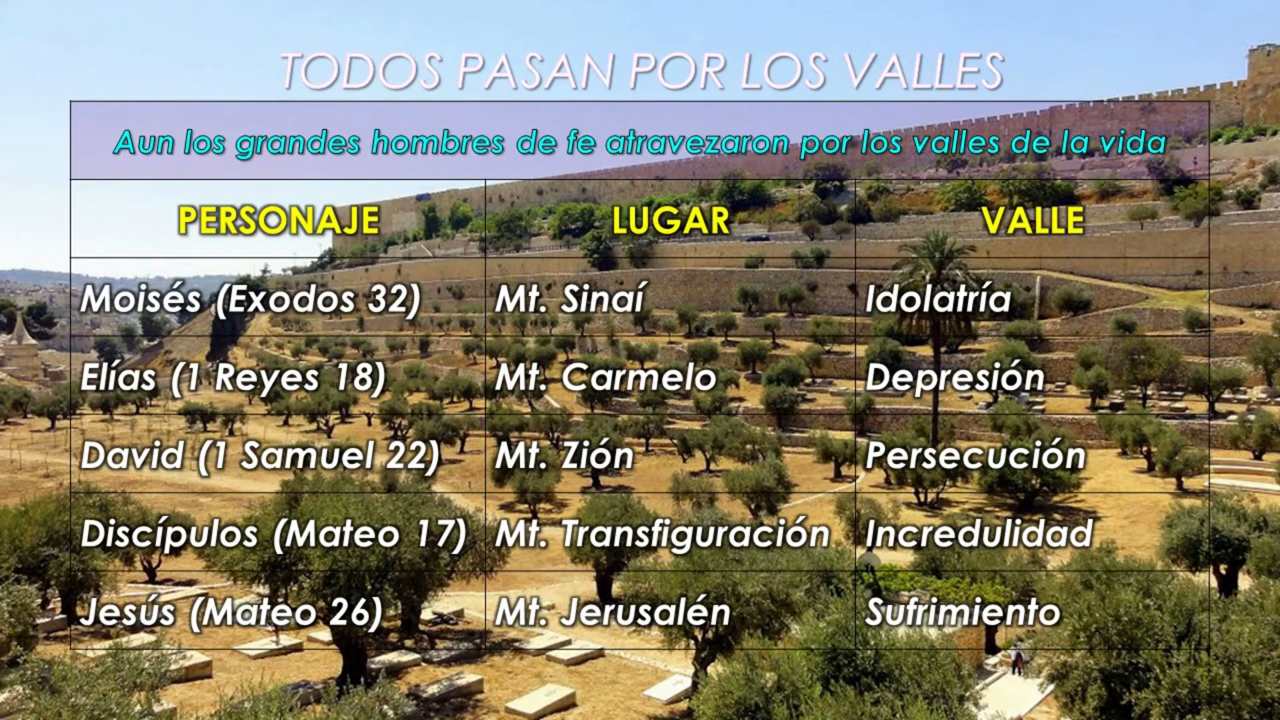 TODOS PASAN POR LOS VALLES
Aun los grandes hombres de fe atravezaron por los valles de la vida
PERSONAJE LUGAR VALLE
Moisés (Exodos 32) Mt. Sinaí Idolatría
Elías (1 Reyes 18) Mt. Carmelo Depresión
David (1 Samuel 22) Mt. Zión Persecución
Discípulos (Mateo 17) Mt. Transfiguración Incredulidad
Jesús (Mateo 26) Mt. Jerusalén Sufrimiento